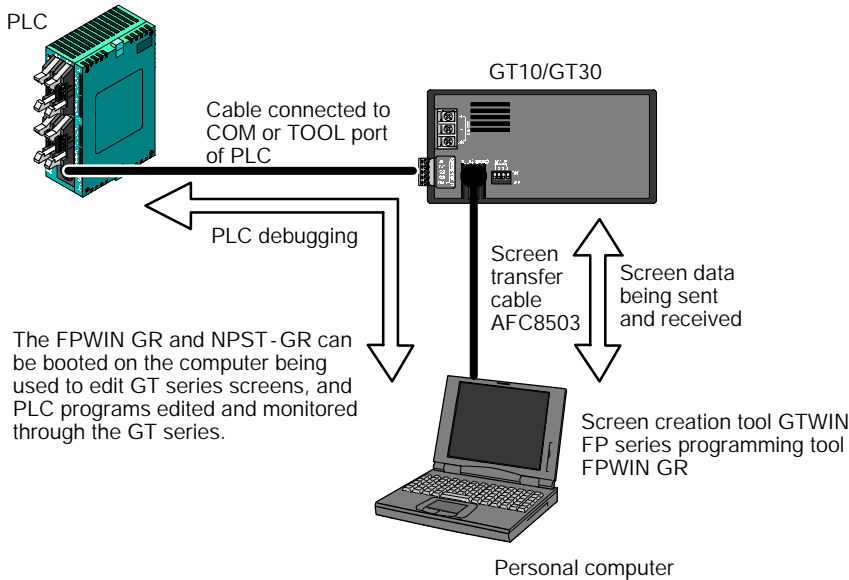 PLC
GT10/GT30
Cable connected to
COM or TOOL port
of PLC
PLC debugging
Screen
transfer
cable
AFC8503
Screen data
being sent
and received
The FPWIN GR and NPST-GR can
be booted on the computer being
used to edit GT series screens, and
PLC programs edited and monitored
through the GT series.
Screen creation tool GTWIN
FP series programming tool
FPWIN GR
Personal computer